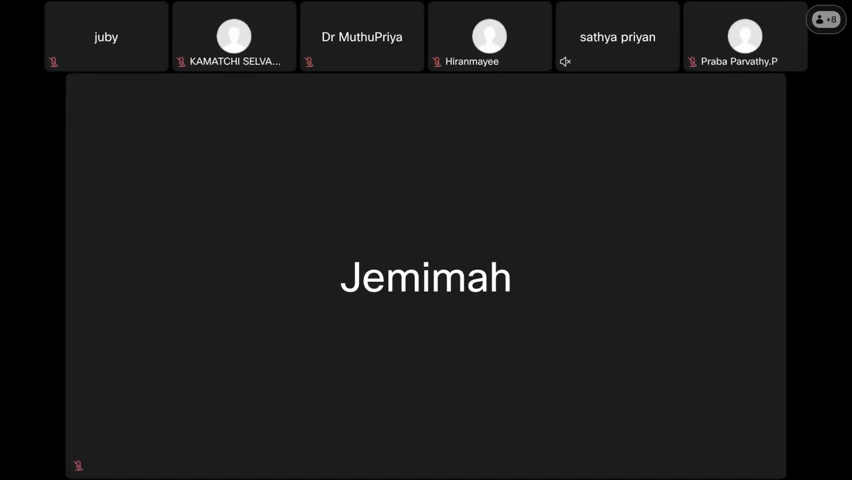 juby
KAMATCHI SELVA...
Dr MuthuPriya
Hiranmayee
sathya priyan
Praba Parvathy.P
+8
Jemimah